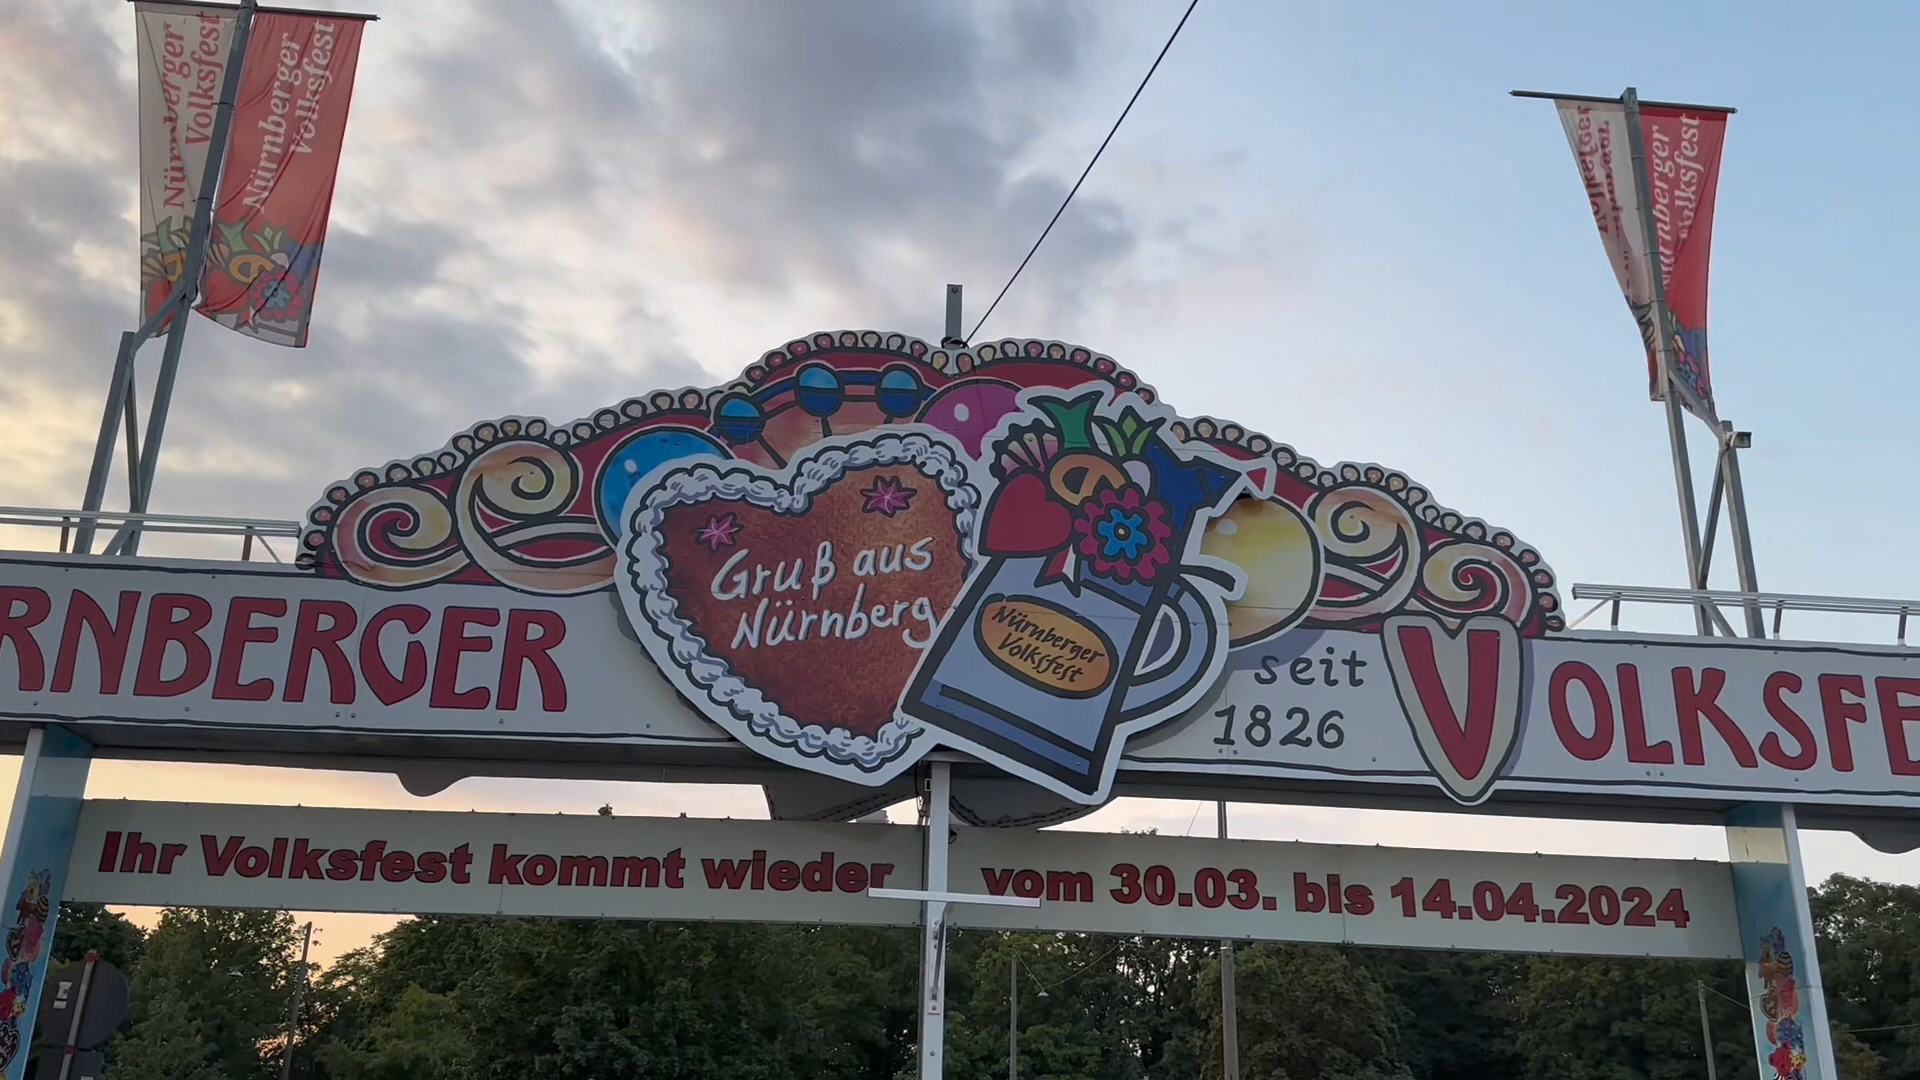 Nürnberger
Volksfest
Nürnberger
Volksfest
Nürnberger
Volksfest
RNBERGER
Gruß aus
Nürnberg
Nürnberger
Volksfest
seit
1826
VOLKSFE
Ihr Volksfest kommt wieder
vom 30.03. bis 14.04.2024